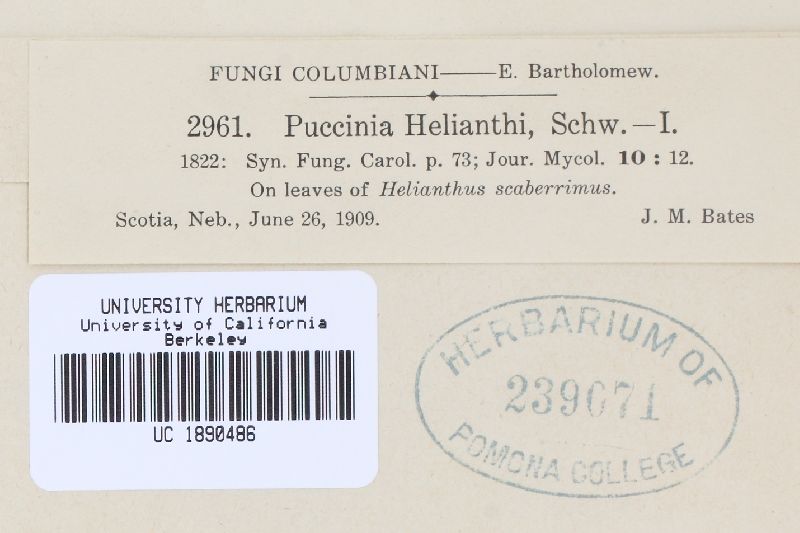 FUNGI COLUMBIANI——E. Bartholomew.
2961. Puccinia Helianthi, Schw.—I.
1822: Syn. Fung. Carol. p. 73; Jour. Mycol. 10 : 12.
On leaves of Helianthus scaberrimus.
Scotia, Neb., June 26, 1909. J. M. Bates
UNIVERSITY HERBARIUM
University of California
Berkeley
UC 1890486
HERBARIUM OF
239671
POMONA COLLEGE